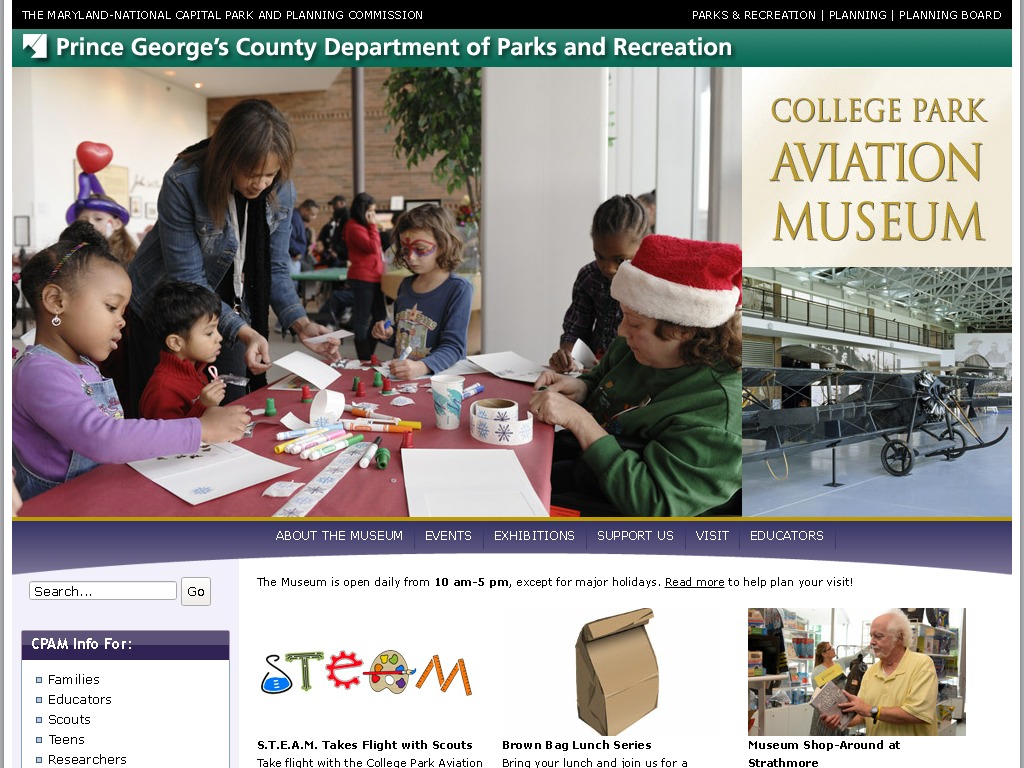 THE MARYLAND-NATIONAL CAPITAL PARK AND PLANNING COMMISSION
PARKS & RECREATION | PLANNING | PLANNING BOARD
Prince George's County Department of Parks and Recreation
COLLEGE PARK
AVIATION
MUSEUM
ABOUT THE MUSEUM
EVENTS
EXHIBITIONS
SUPPORT US
VISIT
EDUCATORS
Search...
Go
The Museum is open daily from 10 am-5 pm, except for major holidays. Read more to help plan your visit!
CPAM Info For:
Families
Educators
Scouts
Teens
Researchers
STEAM
S.T.E.A.M. Takes Flight with Scouts
Take flight with the College Park Aviation
Brown Bag Lunch Series
Bring your lunch and join us for a
Museum Shop-Around at
Strathmore